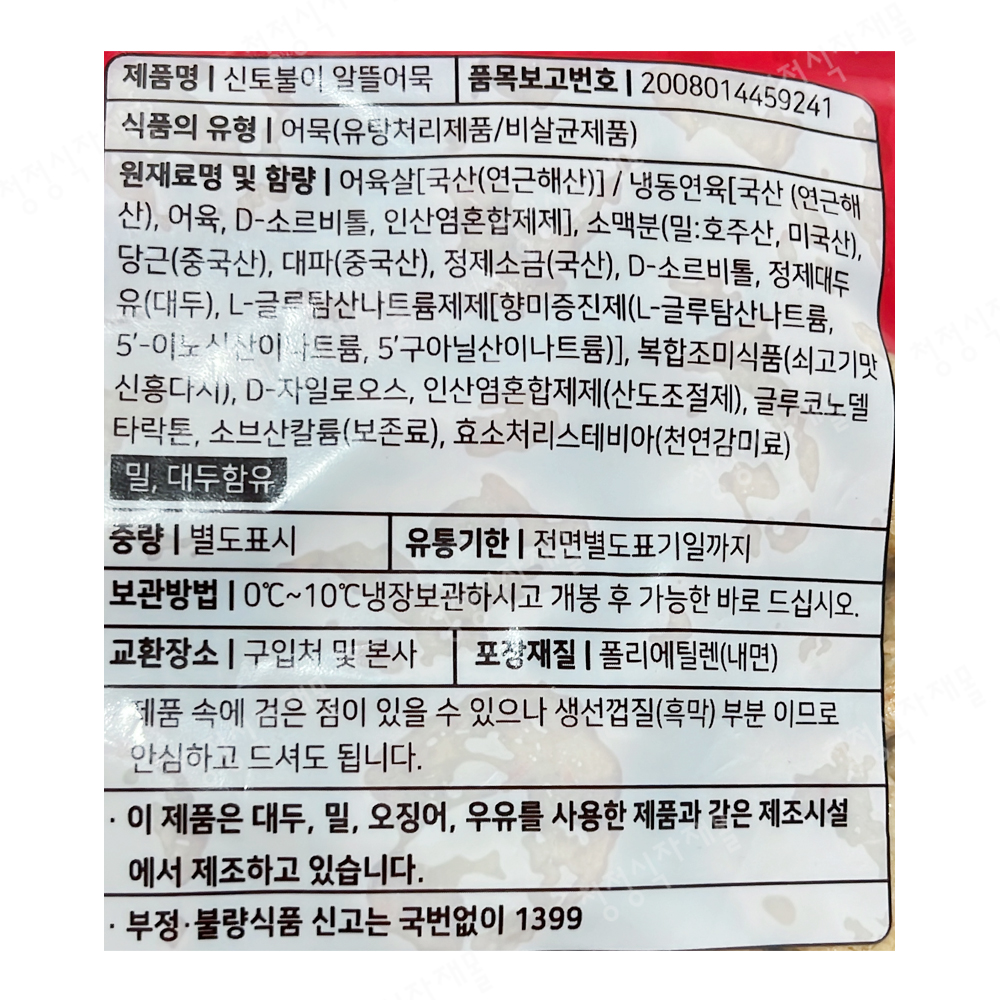 제품명 | 신토불이 알뜰어묵 품목보고번호 | 2008014459241
식품의 유형 | 어묵(유탕처리제품/비살균제품)
원재료명 및 함량 | 어육살[국산(연근해산)] / 냉동연육[국산 (연근해
산), 어육, D-소르비톨, 인산염혼합제제], 소맥분(밀:호주산, 미국산),
당근(중국산), 대파(중국산), 정제소금(국산), D-소르비톨, 정제대두
유(대두), L-글루탐산나트륨제제[향미증진제(L-글루탐산나트륨,
5'-이노신산이나트륨, 5'구아닐산이나트륨)], 복합조미식품(쇠고기맛
신흥다시), D-자일로오스, 인산염혼합제제(산도조절제), 글루코노델
타락톤, 소브산칼륨(보존료), 효소처리스테비아(천연감미료)
밀, 대두함유
중량 | 별도표시 유통기한 | 전면별도표기일까지
보관방법 | 0℃~10℃냉장보관하시고 개봉 후 가능한 바로 드십시오.
교환장소 | 구입처 및 본사 포장재질 | 폴리에틸렌(내면)
제품 속에 검은 점이 있을 수 있으나 생선껍질(흑막) 부분 이므로
안심하고 드셔도 됩니다.
· 이 제품은 대두, 밀, 오징어, 우유를 사용한 제품과 같은 제조시설
에서 제조하고 있습니다.
· 부정·불량식품 신고는 국번없이 1399